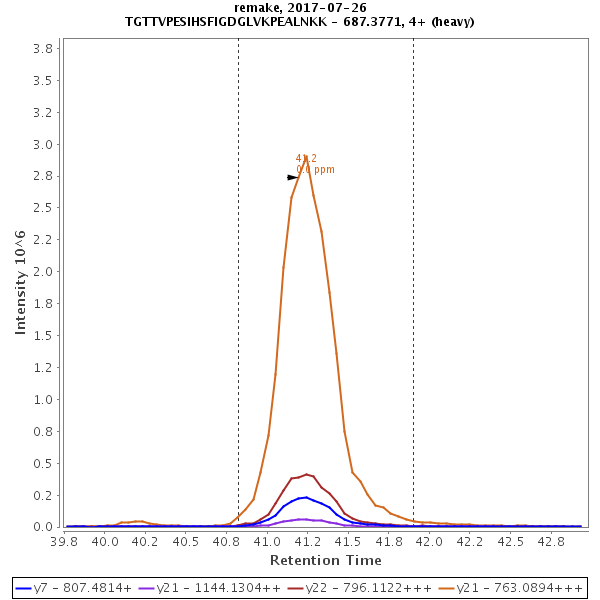 remake, 2017-07-26
TGTTVPESIHSFIGDGLVKPEALNKK - 687.3771, 4+ (heavy)
Intensity 10^6
3.8
3.5
3.2
3.0
2.8
2.5
2.2
2.0
1.8
1.5
1.2
1.0
0.8
0.5
0.2
0.0
41.2
0.0 ppm
39.8 40.0 40.2 40.5 40.8 41.0 41.2 41.5 41.8 42.0 42.2 42.5 42.8
Retention Time
y7 - 807.4814+ y21 - 1144.1304++ y22 - 796.1122+++ y21 - 763.0894+++